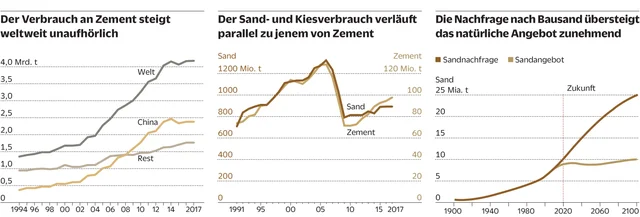 Der Verbrauch an Zement steigt
weltweit unaufhörlich
4,0 Mrd. t
3,5
3,0
2,5
2,0
1,5
1,0
0,5
0
Welt
China
Rest
1994 96 98 00 02 04 06 08 10 12 14 2017
Der Sand- und Kiesverbrauch verläuft
parallel zu jenem von Zement
Sand
Zement
1200 Mio. t
120 Mio. t
1000
100
800
80
600
60
400
40
200
20
0
0
Sand
Zement
1991 95 00 05 10 15 2017
Die Nachfrage nach Bausand übersteigt
das natürliche Angebot zunehmend
Sandnachfrage Sandangebot
Sand
25 Mia. t
20
15
10
5
0
Zukunft
1900 1940 1980 2020 2060 2100